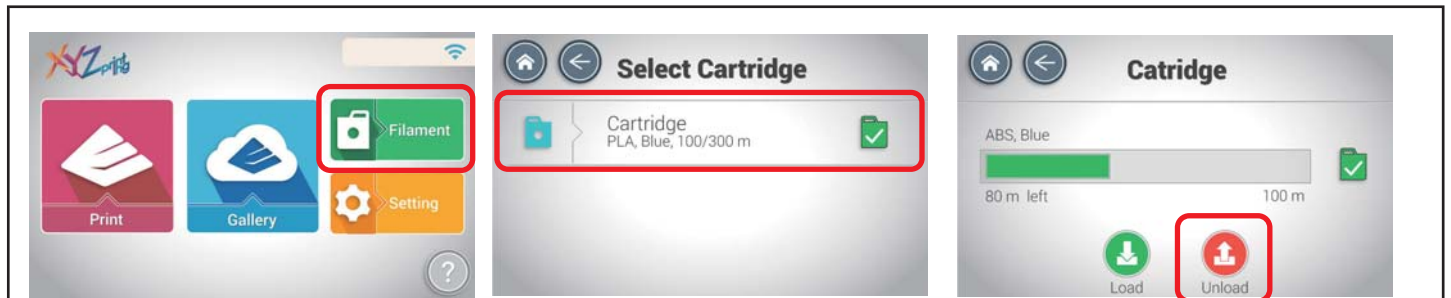 XYZprint
Filament
Print
Gallery
Setting
?
Select Cartridge
Cartridge
PLA, Blue, 100/300 m
Catridge
ABS, Blue
80 m left
100 m
Load
Unload